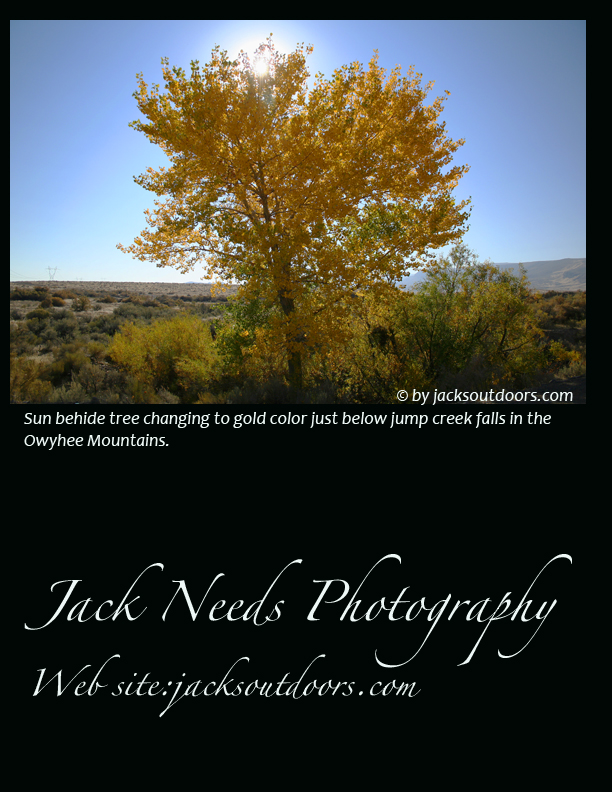 © by jacksoutdoors.com
Sun behide tree changing to gold color just below jump creek falls in the
Owyhee Mountains.
Jack Needs Photography
Web site:jacksoutdoors.com